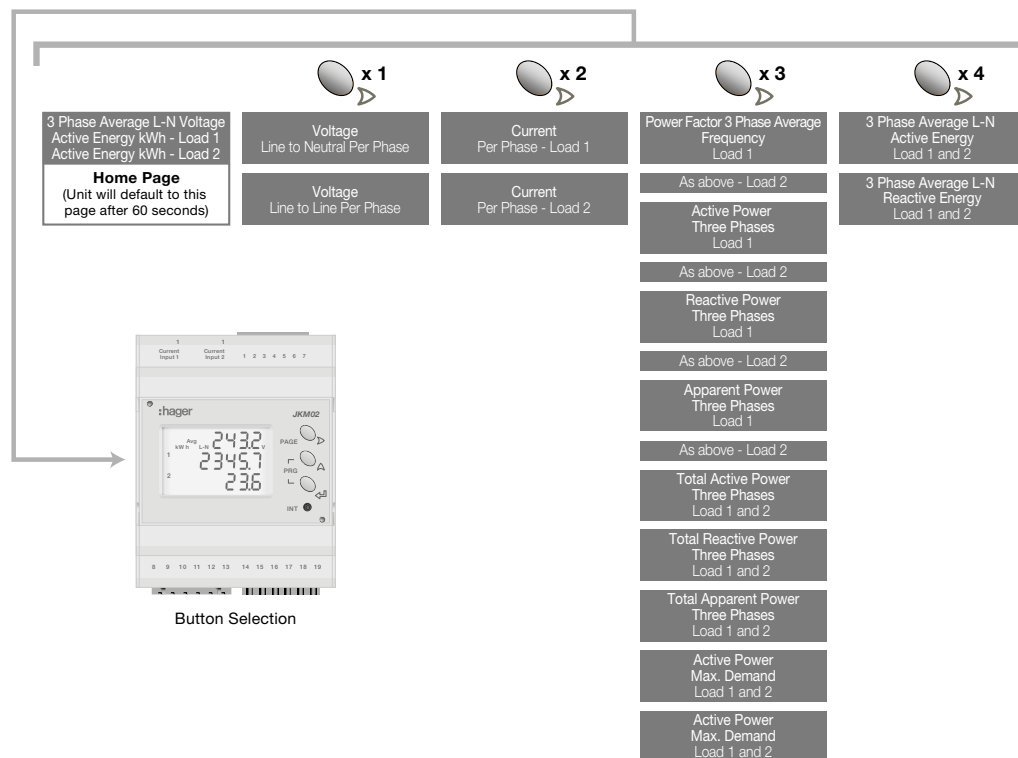 x 1
x 2
x 3
x 4
3 Phase Average L-N Voltage
Active Energy kWh - Load 1
Active Energy kWh - Load 2
Home Page
(Unit will default to this
page after 60 seconds)
Voltage
Line to Neutral Per Phase
Voltage
Line to Line Per Phase
Current
Per Phase - Load 1
Current
Per Phase - Load 2
Power Factor 3 Phase Average
Frequency
Load 1
As above - Load 2
Active Power
Three Phases
Load 1
As above - Load 2
Reactive Power
Three Phases
Load 1
As above - Load 2
Apparent Power
Three Phases
Load 1
As above - Load 2
Total Active Power
Three Phases
Load 1 and 2
Total Reactive Power
Three Phases
Load 1 and 2
Total Apparent Power
Three Phases
Load 1 and 2
Active Power
Max. Demand
Load 1 and 2
Active Power
Max. Demand
Load 1 and 2
3 Phase Average L-N
Active Energy
Load 1 and 2
3 Phase Average L-N
Reactive Energy
Load 1 and 2
1 1
Current Input 1
Current Input 2
1 2 3 4 5 6 7
:hager
JKM02
Avg
kWh L-N 243.2 V
1 2345.7
2 23.6
PAGE
PRG
INT
8 9 10 11 12 13 14 15 16 17 18 19
Button Selection